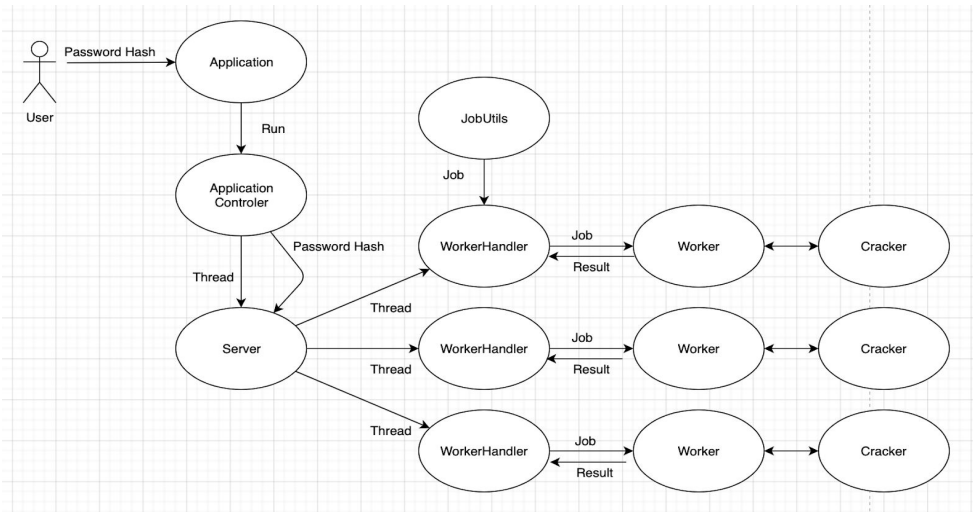 Password Hash
Application
User
Run
JobUtils
Job
Application
Controler
Password Hash
Thread
WorkerHandler
Job
Result
Worker
Cracker
Thread
Server
WorkerHandler
Job
Result
Worker
Cracker
Thread
Thread
WorkerHandler
Job
Result
Worker
Cracker